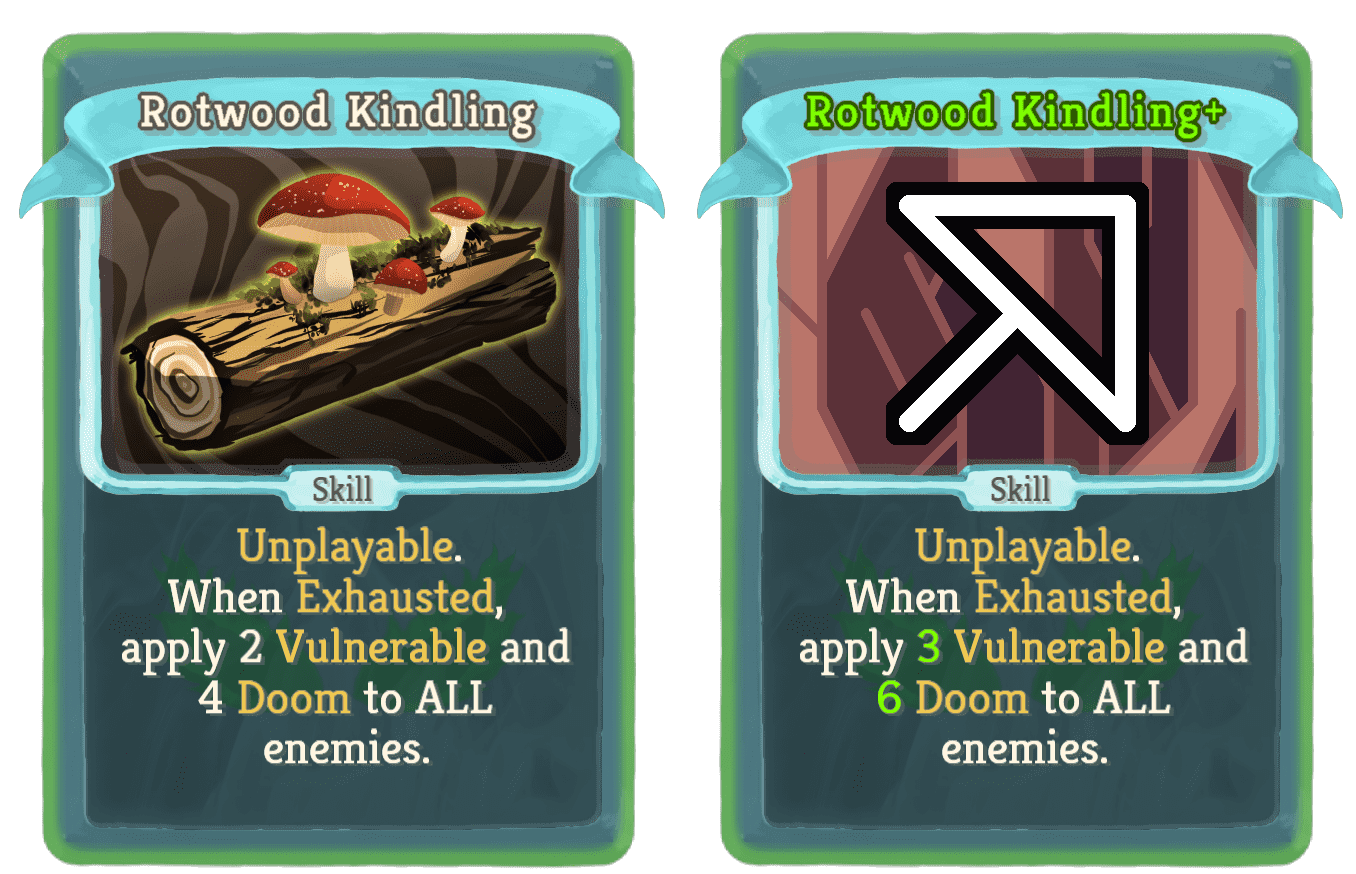 Rotwood Kindling
Skill
Unplayable.
When Exhausted,
apply 2 Vulnerable and
4 Doom to ALL
enemies.
Rotwood Kindling+
Skill
Unplayable.
When Exhausted,
apply 3 Vulnerable and
6 Doom to ALL
enemies.